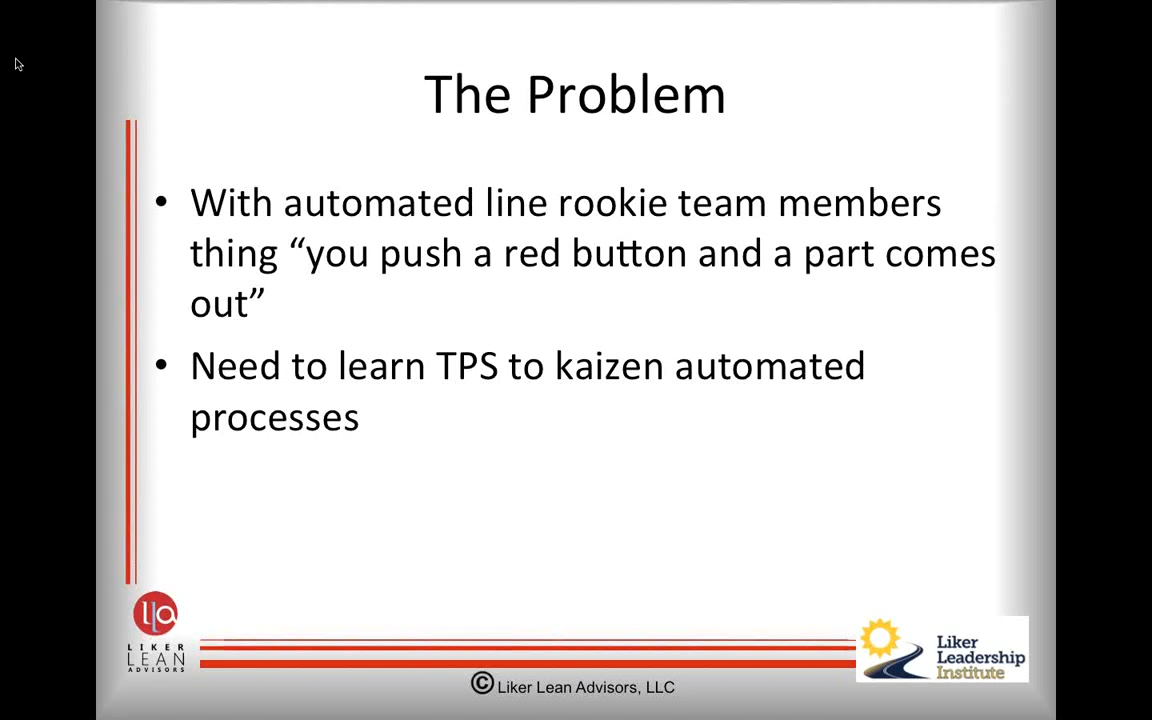 The Problem
• With automated line rookie team members
thing “you push a red button and a part comes
out”
• Need to learn TPS to kaizen automated
processes
lla
LIKER
LEAN
ADVISORS
Liker
Leadership
Institute
© Liker Lean Advisors, LLC